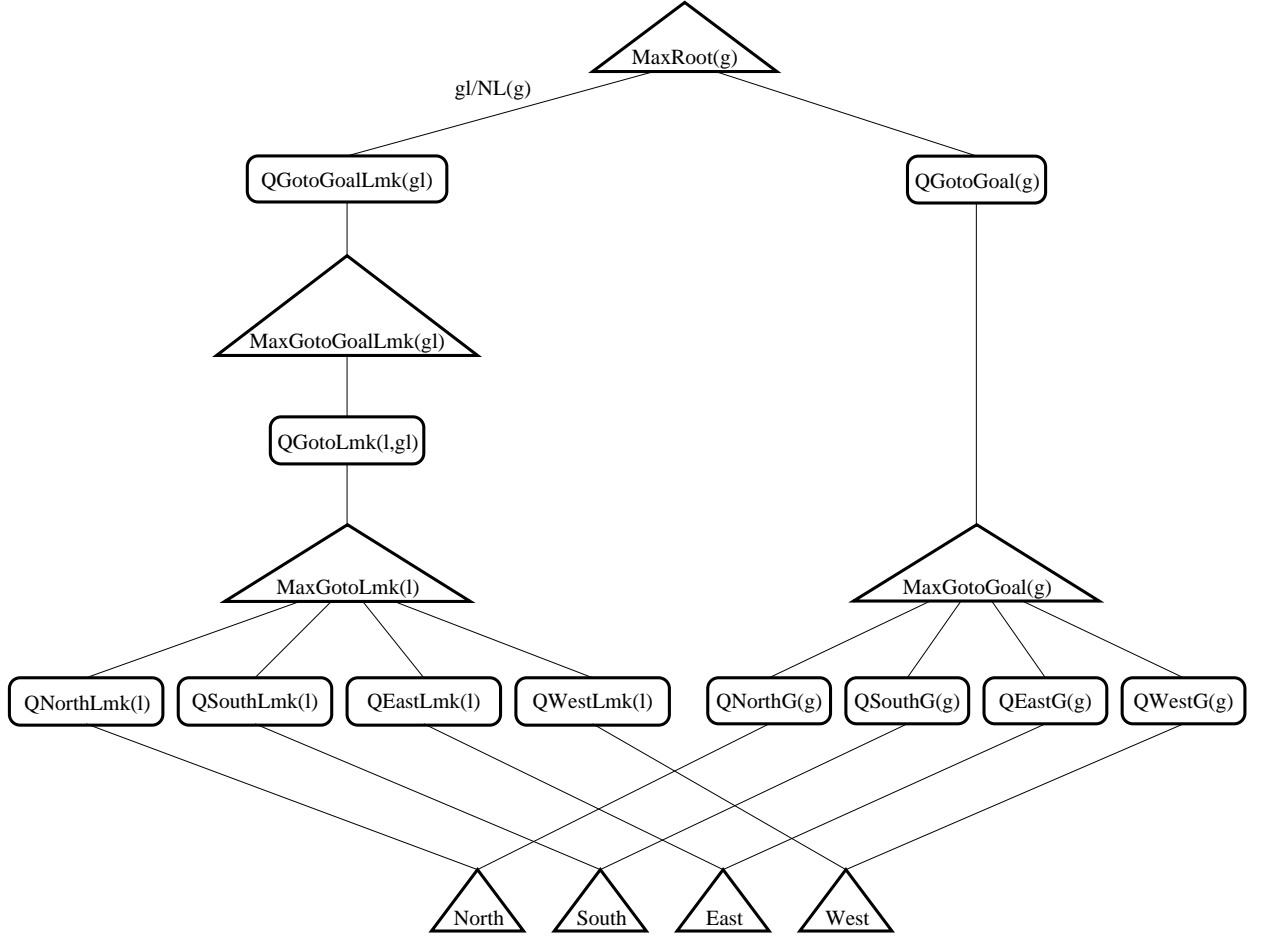 MaxRoot(g)
gl/NL(g)
QGotoGoalLmk(gl)
QGotoGoal(g)
MaxGotoGoalLmk(gl)
QGotoLmk(l,gl)
MaxGotoLmk(l)
MaxGotoGoal(g)
QNorthLmk(l)
QSouthLmk(l)
QEastLmk(l)
QWestLmk(l)
QNorthG(g)
QSouthG(g)
QEastG(g)
QWestG(g)
North
South
East
West